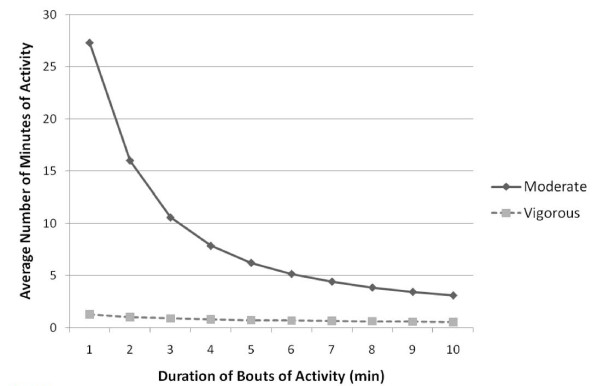 30
25
20
15
10
5
0
Average Number of Minutes of Activity
1 2 3 4 5 6 7 8 9 10
Duration of Bouts of Activity (min)
Moderate
Vigorous